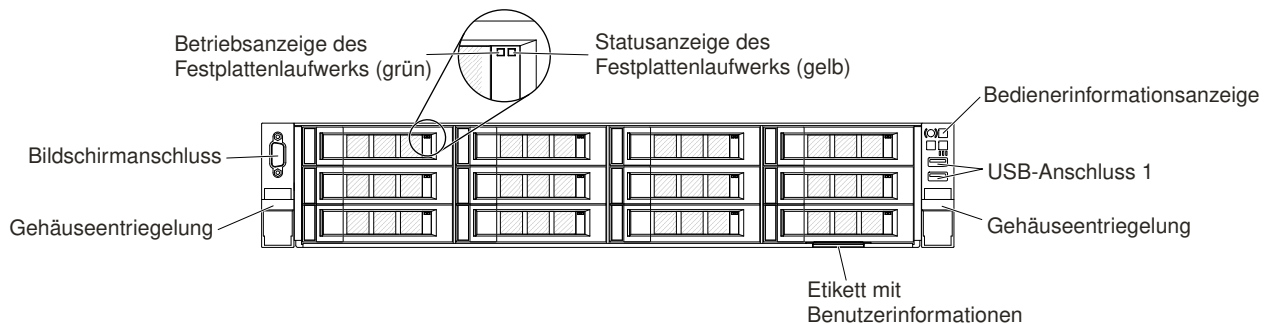 Betriebsanzeige des
Festplattenlaufwerks (grün)
Statusanzeige des
Festplattenlaufwerks (gelb)
Bedienerinformationsanzeige
Bildschirmanschluss
USB-Anschluss 1
Gehäuseentriegelung
Gehäuseentriegelung
Etikett mit
Benutzerinformationen